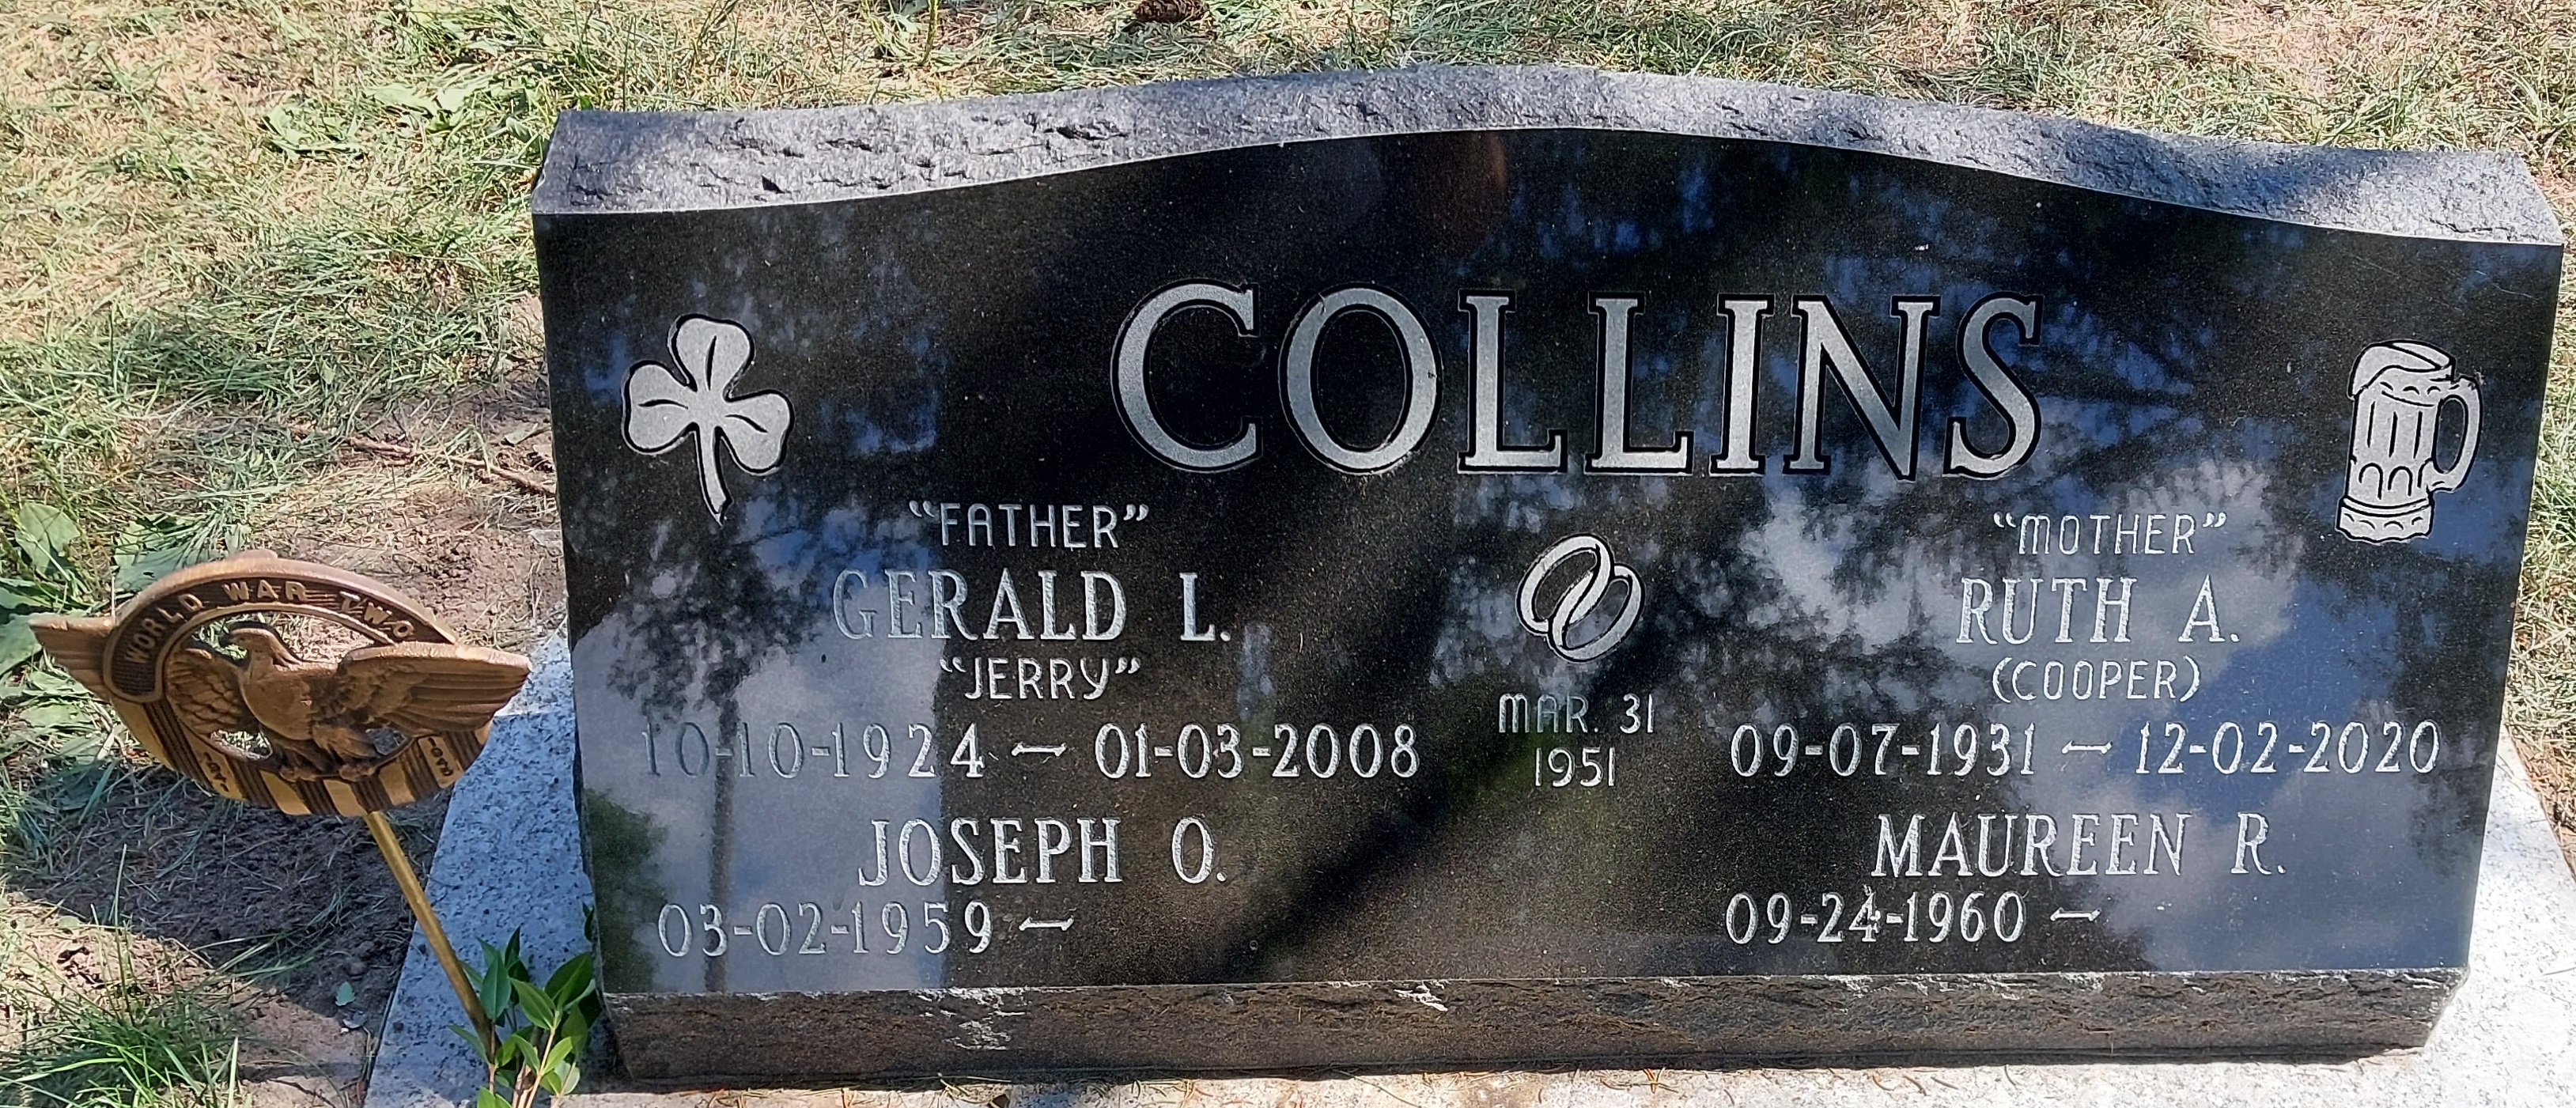 COLLINS
"FATHER"
GERALD L.
"JERRY"
10-10-1924 ~ 01-03-2008
MAR. 31
1951
"MOTHER"
RUTH A.
(COOPER)
09-07-1931 ~ 12-02-2020
JOSEPH O.
03-02-1959 ~
MAUREEN R.
09-24-1960 ~
WORLD WAR TWO